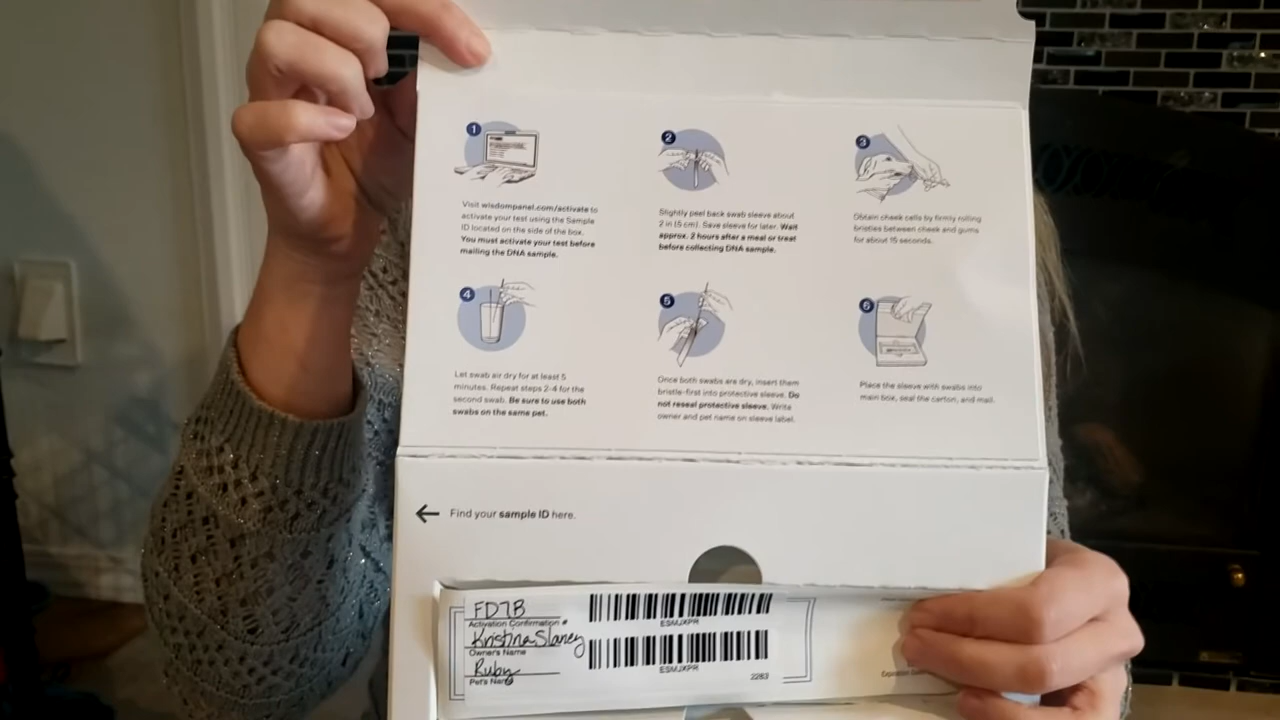 1
Visit wisdompanel.com/activate to
activate your test using the Sample
ID located on the side of the box.
You must activate your test before
mailing the DNA sample.
2
Slightly peel back swab sleeve about
2 in (5 cm). Save sleeve for later. Wait
approx. 2 hours after a meal or treat
before collecting DNA sample.
3
Obtain cheek cells by firmly rolling
bristles between cheek and gums
for about 15 seconds.
4
Let swab air dry for at least 5
minutes. Repeat steps 2-4 for the
second swab. Be sure to use both
swabs on the same pet.
5
Once both swabs are dry, insert them
bristle-first into protective sleeve. Do
not reseal protective sleeve. Write
owner and pet name on sleeve label.
6
Place the sleeve with swabs into
main box, seal the carton, and mail.
Find your sample ID here.
FD7B
Activation Confirmation #
Kristina Slaney
Owner's Name
Ruby
Pet's Name
ESMJXPR
ESMJXPR
2263
Expiration